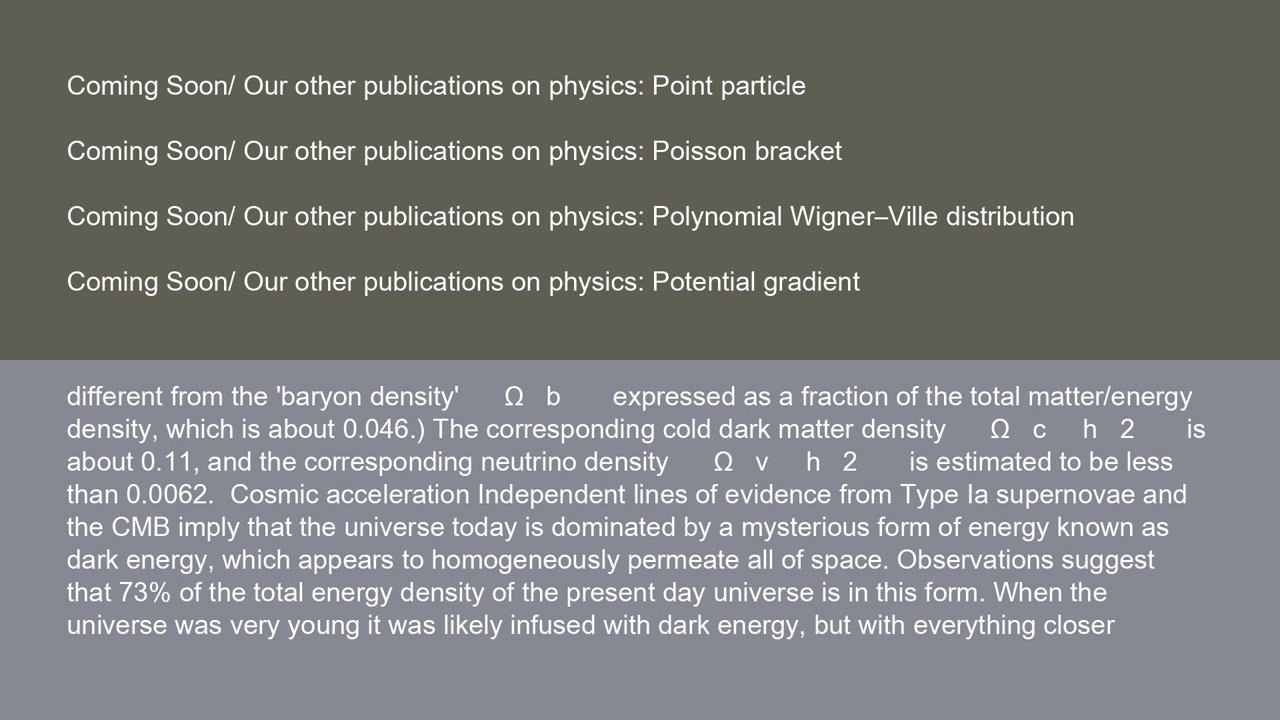 Coming Soon/ Our other publications on physics: Point particle
Coming Soon/ Our other publications on physics: Poisson bracket
Coming Soon/ Our other publications on physics: Polynomial Wigner–Ville distribution
Coming Soon/ Our other publications on physics: Potential gradient
different from the 'baryon density' Ω b expressed as a fraction of the total matter/energy
density, which is about 0.046.) The corresponding cold dark matter density Ω c h 2 is
about 0.11, and the corresponding neutrino density Ω v h 2 is estimated to be less
than 0.0062. Cosmic acceleration Independent lines of evidence from Type Ia supernovae and
the CMB imply that the universe today is dominated by a mysterious form of energy known as
dark energy, which appears to homogeneously permeate all of space. Observations suggest
that 73% of the total energy density of the present day universe is in this form. When the
universe was very young it was likely infused with dark energy, but with everything closer